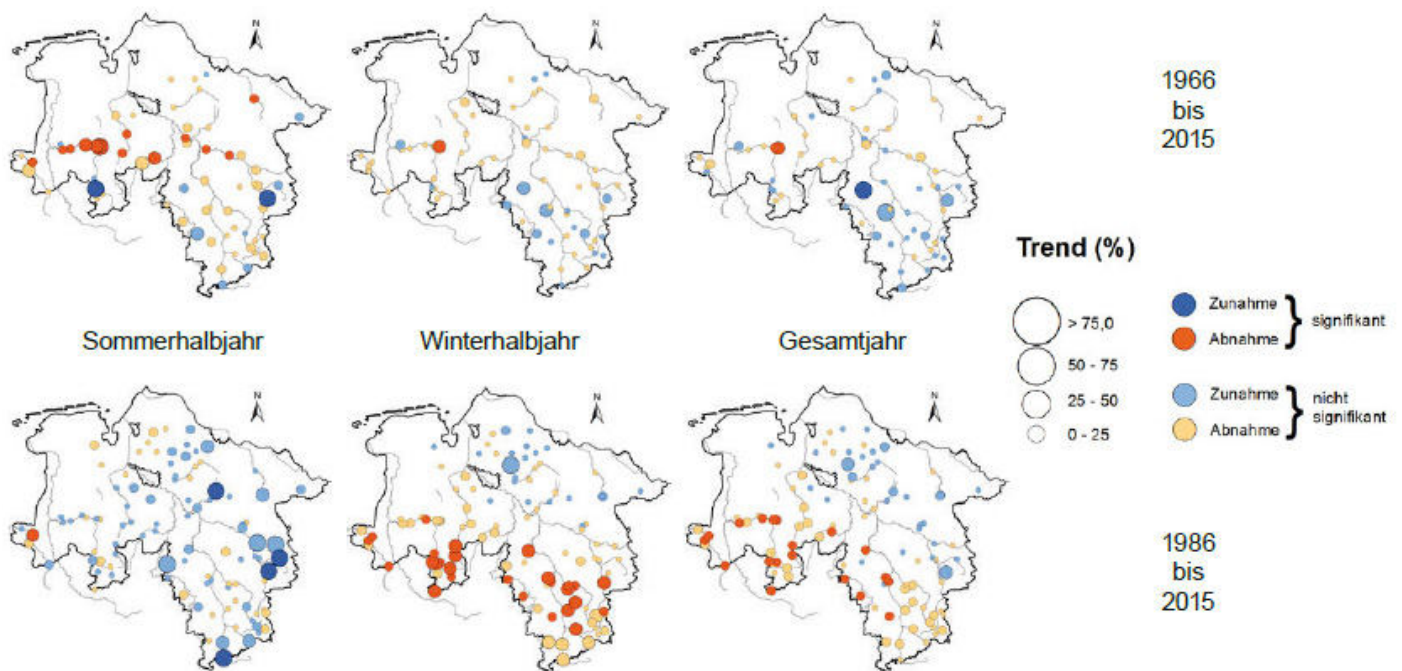 N
N
N
1966
bis
2015
Trend (%)
> 75,0
50 - 75
25 - 50
0 - 25
Zunahme
Abnahme
} signifikant
Zunahme
Abnahme
} nicht
signifikant
Sommerhalbjahr
Winterhalbjahr
Gesamtjahr
N
N
N
1986
bis
2015